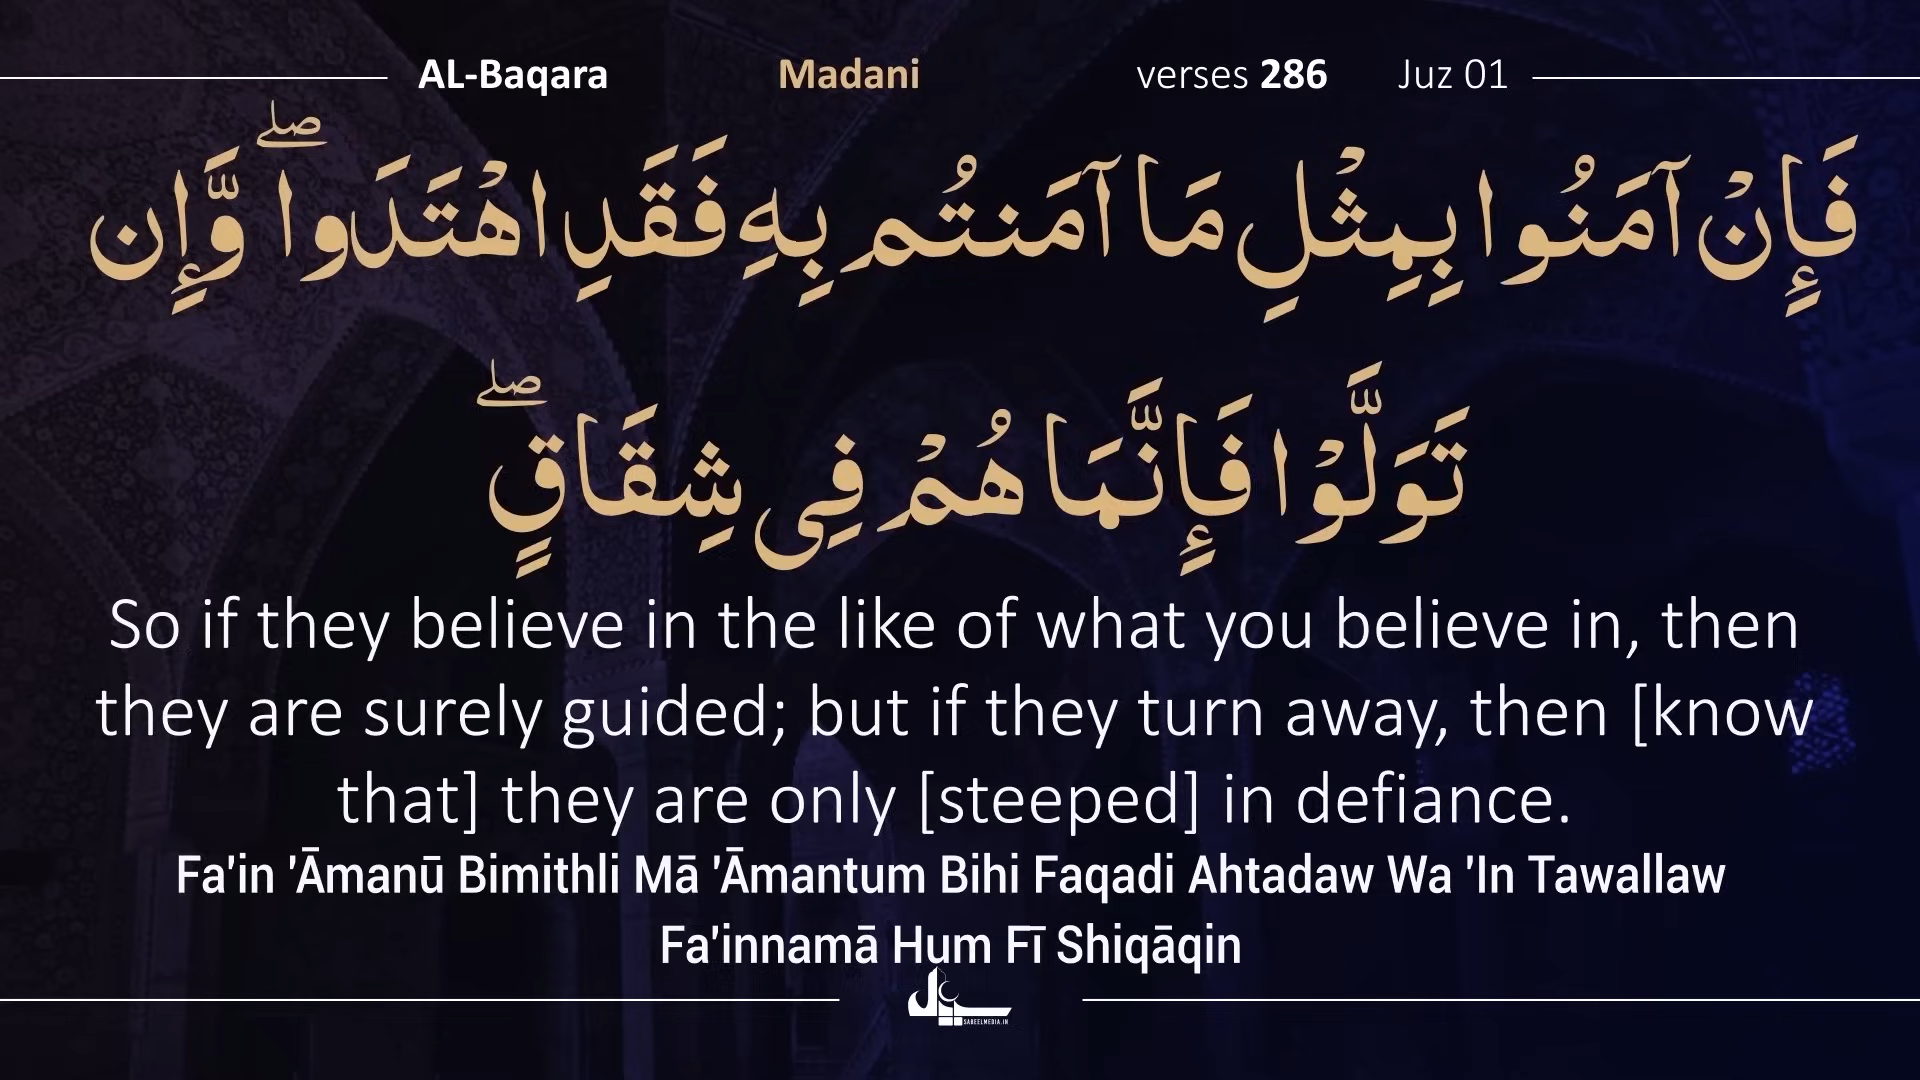 AL-Baqara Madani verses 286 Juz 01
فَإِنْ آمَنُوا بِمِثْلِ مَا آمَنتُم بِهِ فَقَدِ اهْتَدَوا ۖ وَّإِن
تَوَلَّوْا فَإِنَّمَا هُمْ فِي شِقَاقٍ ۖ
So if they believe in the like of what you believe in, then
they are surely guided; but if they turn away, then [know
that] they are only [steeped] in defiance.
Fa'in 'Āmanū Bimithli Mā 'Āmantum Bihi Faqadi Ahtadaw Wa 'In Tawallaw
Fa'innamā Hum Fī Shiqāqin
SABEELMEDIA.IN